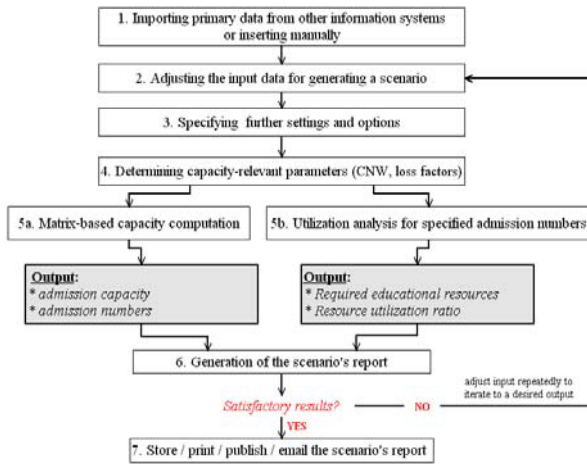 1. Importing primary data from other information systems
or inserting manually
2. Adjusting the input data for generating a scenario
3. Specifying further settings and options
4. Determining capacity-relevant parameters (CNW, loss factors)
5a. Matrix-based capacity computation
5b. Utilization analysis for specified admission numbers
Output:
* admission capacity
* admission numbers
Output:
* Required educational resources
* Resource utilization ratio
6. Generation of the scenario's report
Satisfactory results?
NO
adjust input repeatedly to
iterate to a desired output
YES
7. Store / print / publish / email the scenario's report